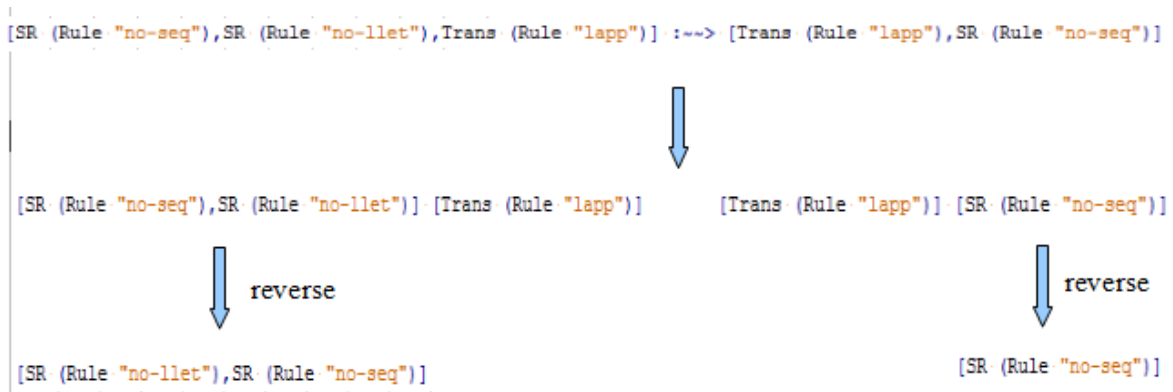 [SR (Rule "no-seq"),SR (Rule "no-llet"),Trans (Rule "lapp")] :~~> [Trans (Rule "lapp"),SR (Rule "no-seq")]
[SR (Rule "no-seq"),SR (Rule "no-llet")] [Trans (Rule "lapp")] [Trans (Rule "lapp")] [SR (Rule "no-seq")]
reverse reverse
[SR (Rule "no-llet"),SR (Rule "no-seq")] [SR (Rule "no-seq")]